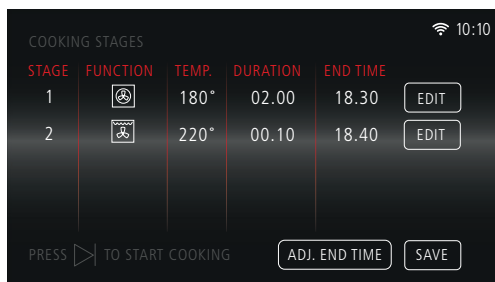 10:10
COOKING STAGES
STAGE FUNCTION TEMP. DURATION END TIME
1 180° 02.00 18.30 EDIT
2 220° 00.10 18.40 EDIT
PRESS TO START COOKING ADJ. END TIME SAVE